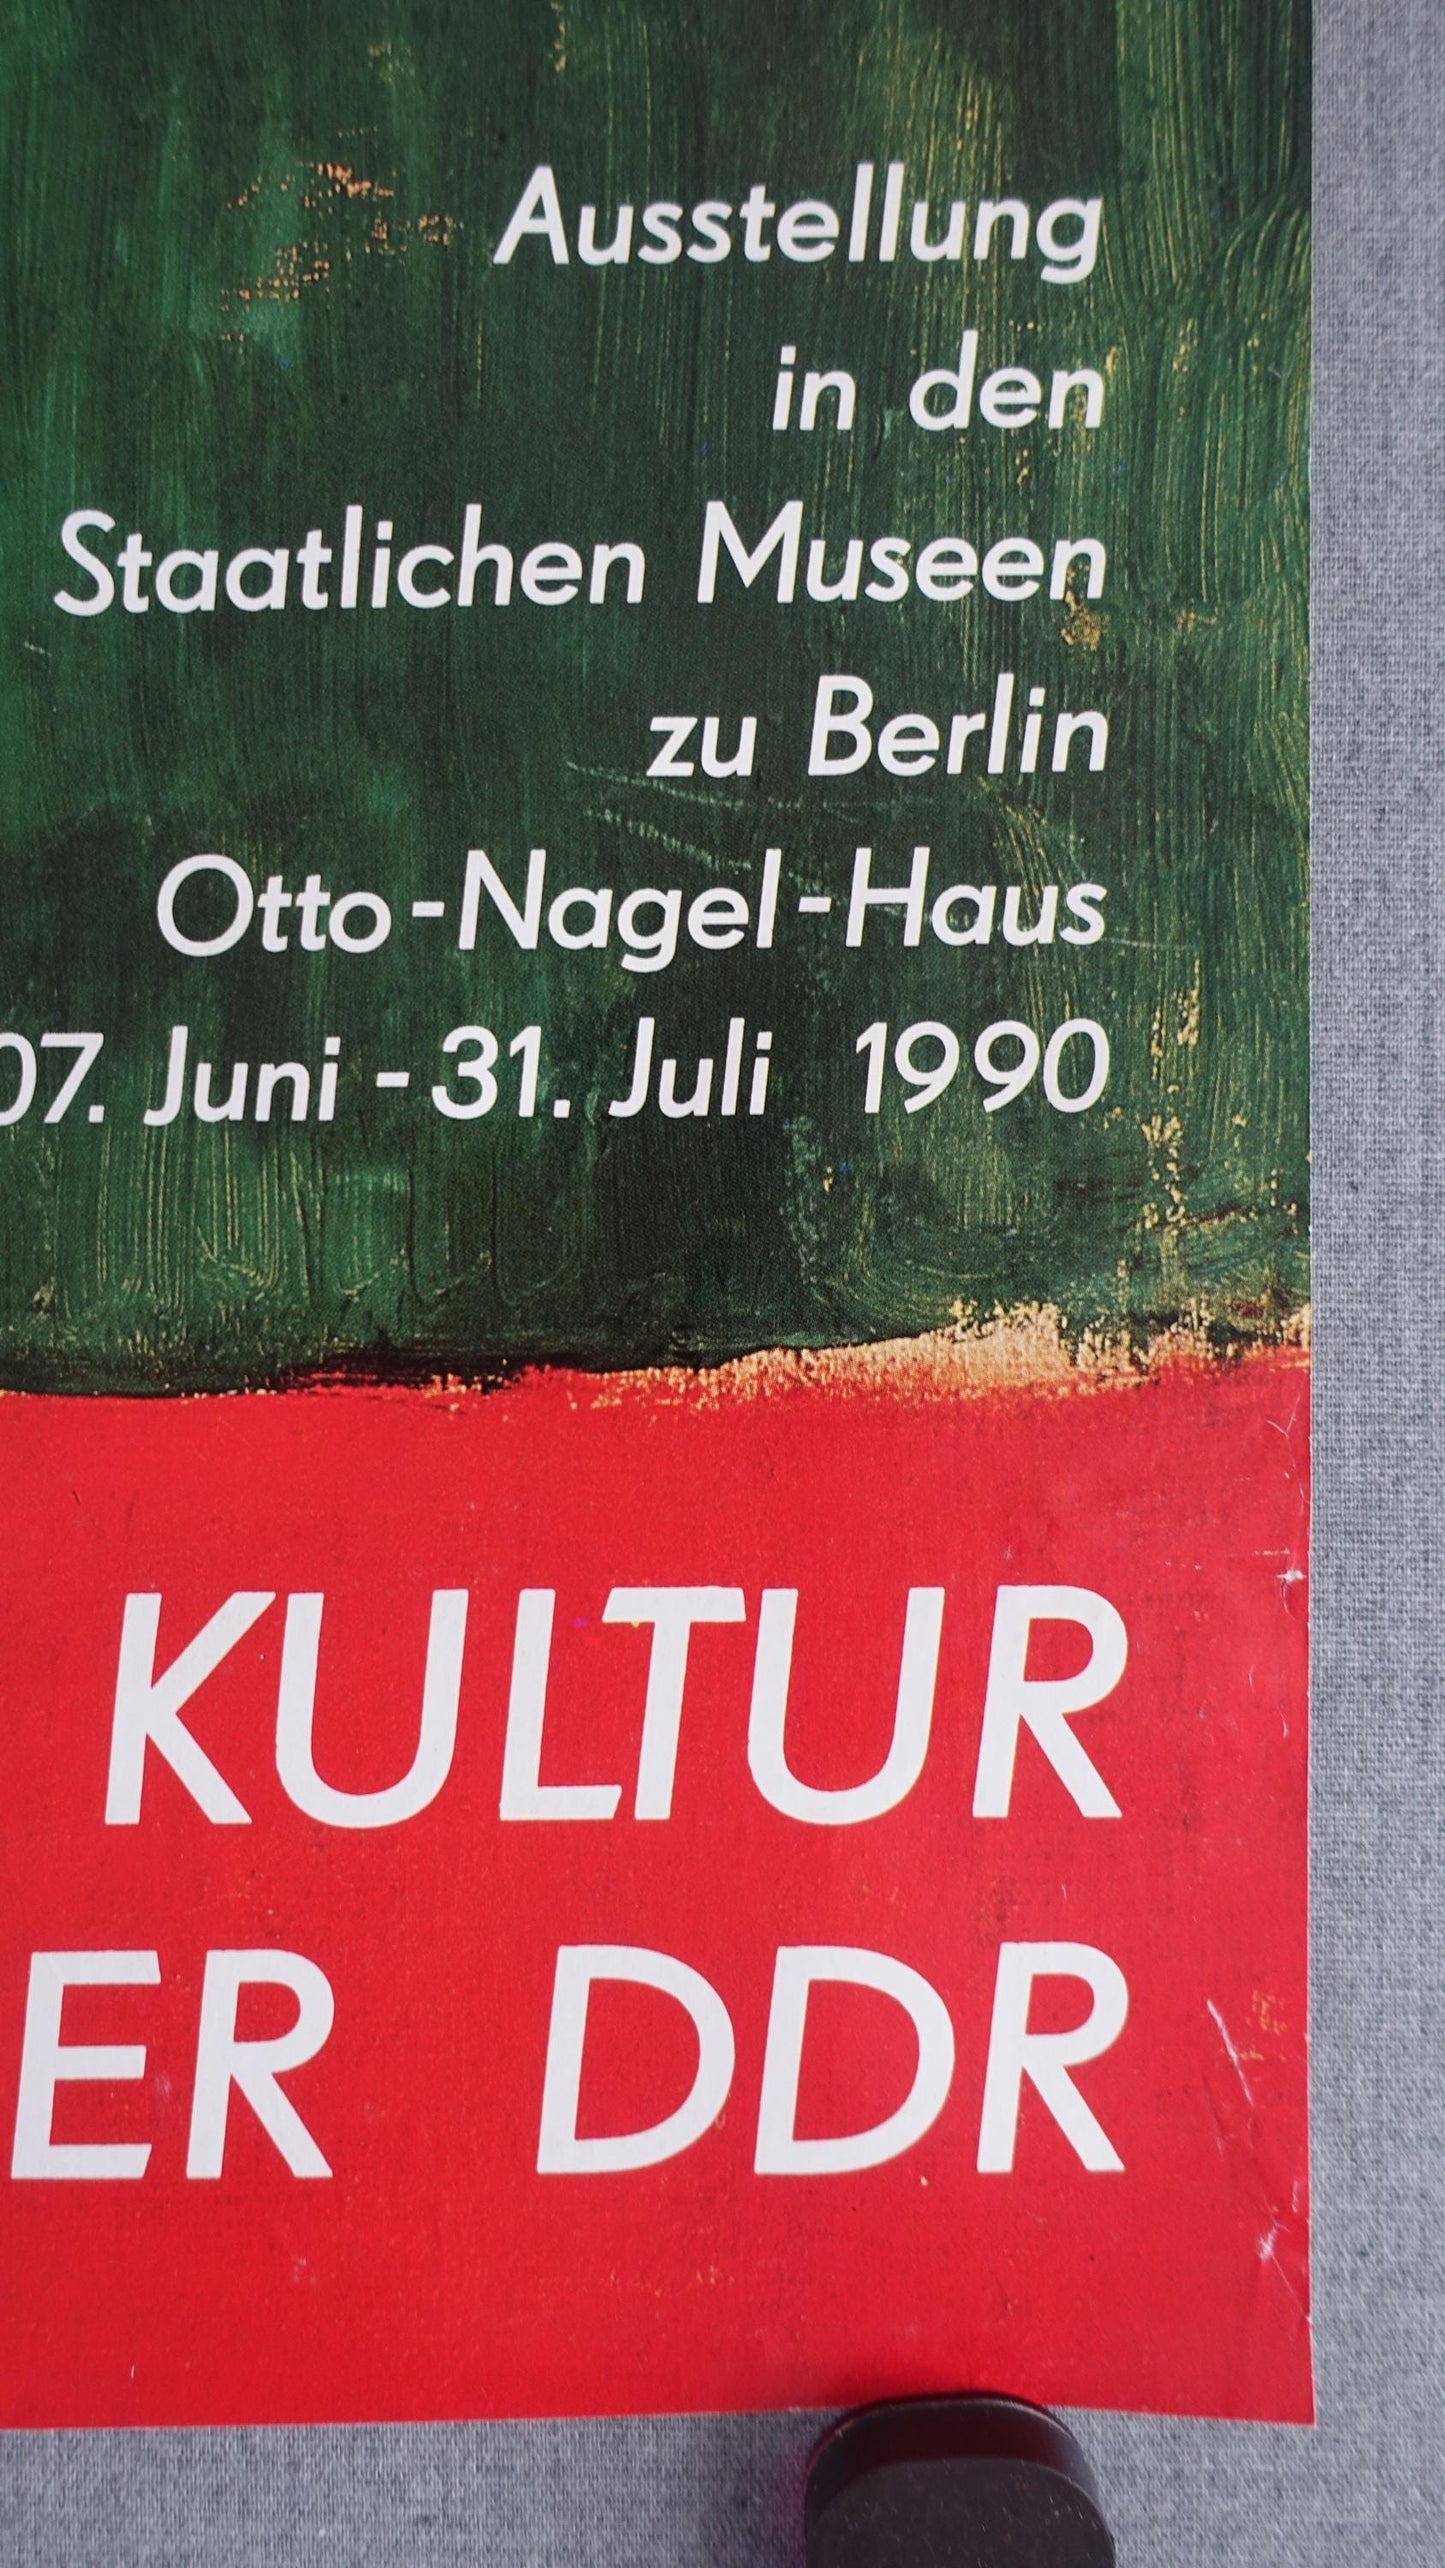 Ausstellung
in den
Staatlichen Museen
zu Berlin
Otto-Nagel-Haus
07. Juni - 31. Juli 1990
KULTUR
ER DDR